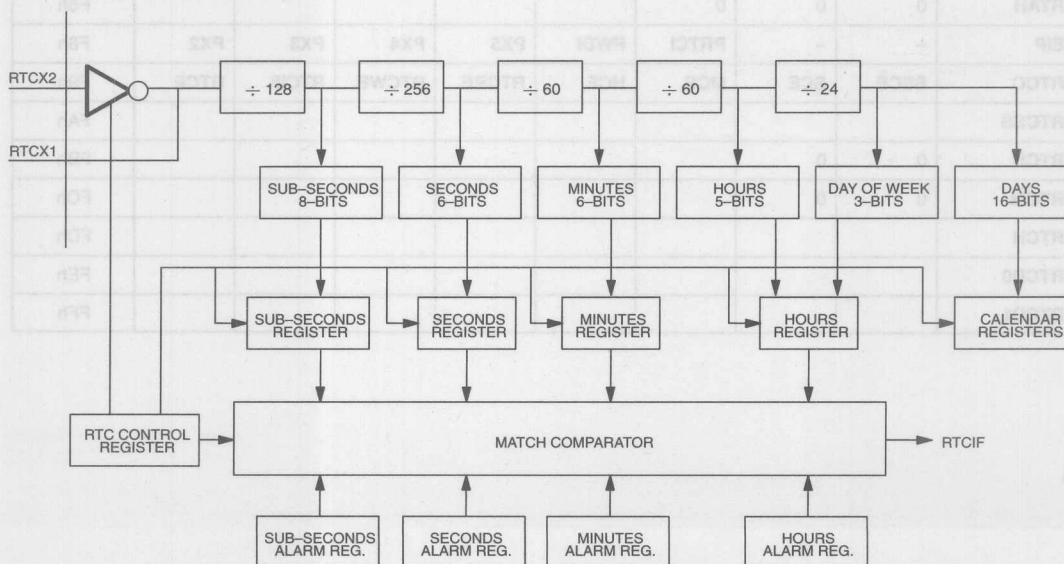 RTCX2
÷ 128
÷ 256
÷ 60
÷ 60
÷ 24
RTCX1
SUB–SECONDS
8–BITS
SECONDS
6–BITS
MINUTES
6–BITS
HOURS
5–BITS
DAY OF WEEK
3–BITS
DAYS
16–BITS
SUB–SECONDS
REGISTER
SECONDS
REGISTER
MINUTES
REGISTER
HOURS
REGISTER
CALENDAR
REGISTERS
RTC CONTROL
REGISTER
MATCH COMPARATOR
RTCIF
SUB–SECONDS
ALARM REG.
SECONDS
ALARM REG.
MINUTES
ALARM REG.
HOURS
ALARM REG.